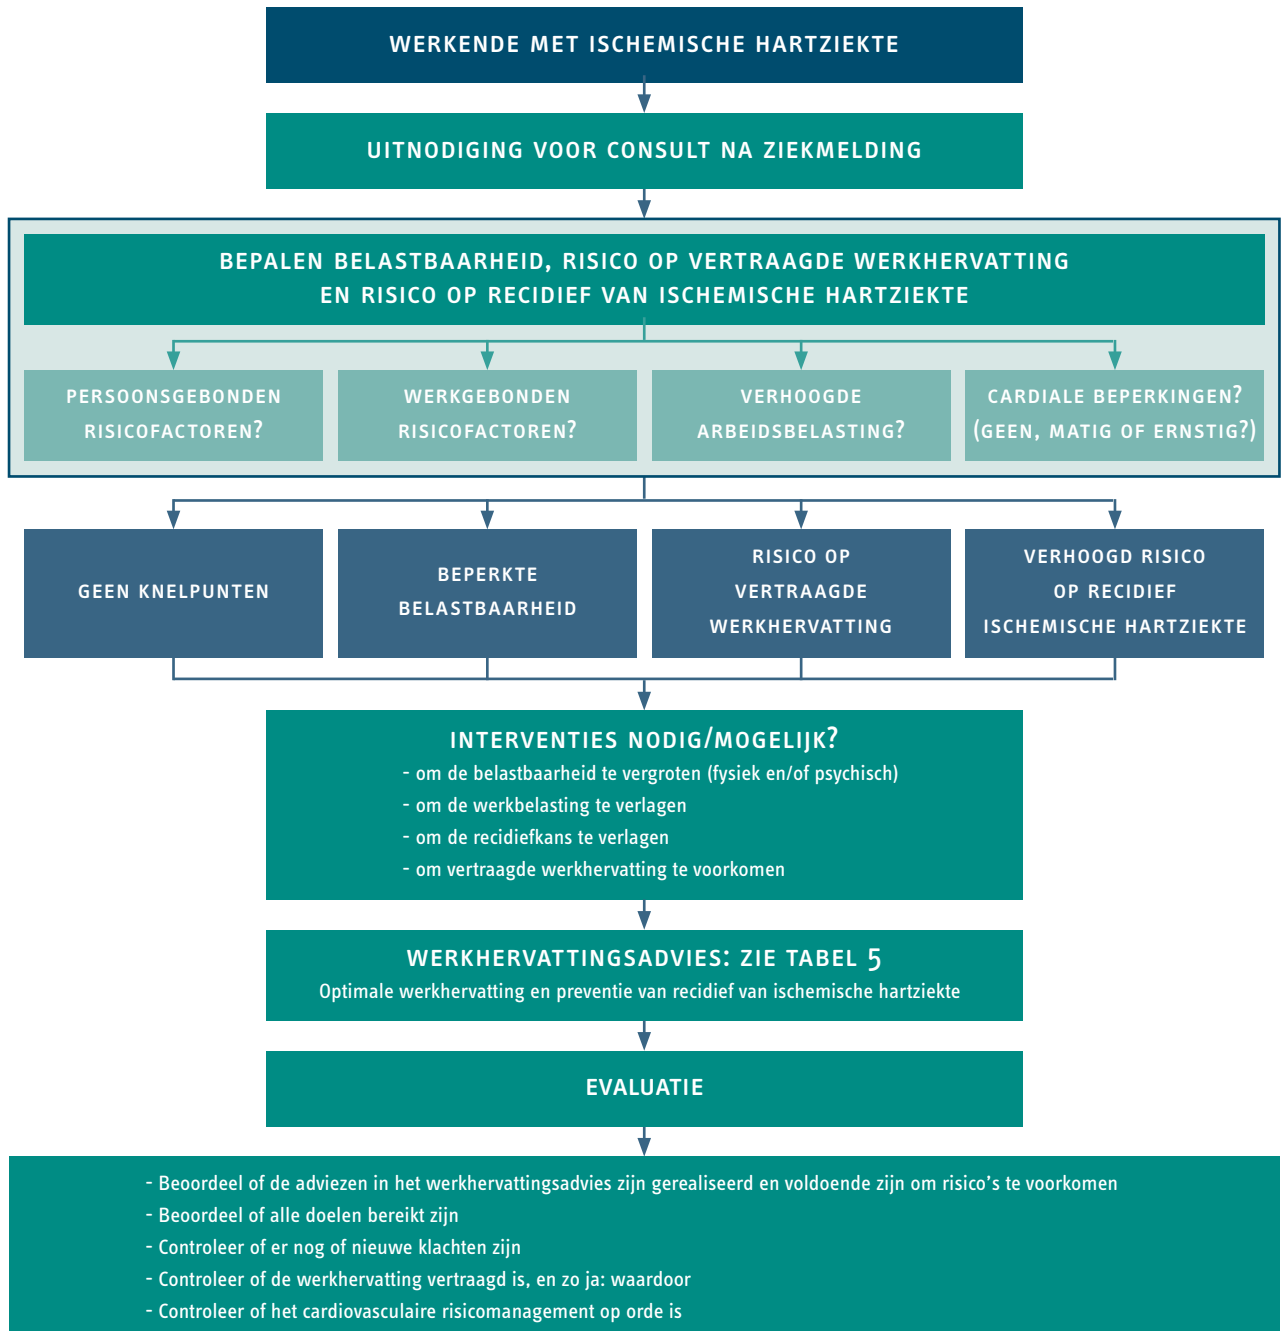 WERKENDE MET ISCHEMISCHE HARTZIEKTE
UITNODIGING VOOR CONSULT NA ZIEKMELDING
BEPALEN BELASTBAARHEID, RISICO OP VERTRAAGDE WERKHERVATTING
EN RISICO OP RECIDIEF VAN ISCHEMISCHE HARTZIEKTE
PERSOONSGEBONDEN
RISICOFACTOREN?
WERKGEBONDEN
RISICOFACTOREN?
VERHOOGDE
ARBEIDSBELASTING?
CARDIALE BEPERKINGEN?
(GEEN, MATIG OF ERNSTIG?)
GEEN KNELPUNTEN
BEPERKTE
BELASTBAARHEID
RISICO OP
VERTRAAGDE
WERKHERVATTING
VERHOOGD RISICO
OP RECIDIEF
ISCHEMISCHE HARTZIEKTE
INTERVENTIES NODIG/MOGELIJK?
- om de belastbaarheid te vergroten (fysiek en/of psychisch)
- om de werkbelasting te verlagen
- om de recidiefkans te verlagen
- om vertraagde werkhervatting te voorkomen
WERKHERVATTINGSADVIES: ZIE TABEL 5
Optimale werkhervatting en preventie van recidief van ischemische hartziekte
EVALUATIE
- Beoordeel of de adviezen in het werkhervattingsadvies zijn gerealiseerd en voldoende zijn om risico's te voorkomen
- Beoordeel of alle doelen bereikt zijn
- Controleer of er nog of nieuwe klachten zijn
- Controleer of de werkhervatting vertraagd is, en zo ja: waardoor
- Controleer of het cardiovasculaire risicomanagement op orde is